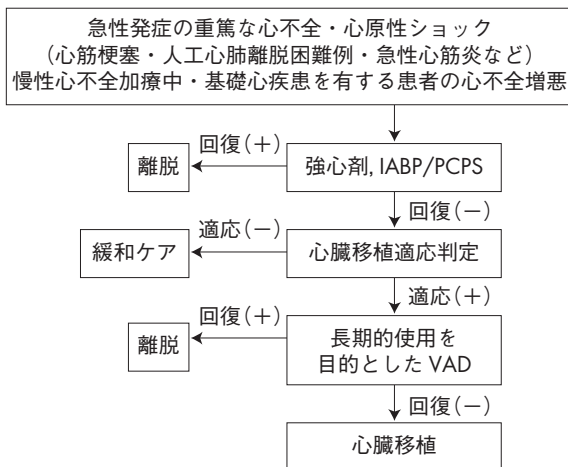 急性発症の重篤な心不全・心原性ショック
（心筋梗塞・人工心肺離脱困難例・急性心筋炎など）
慢性心不全加療中・基礎心疾患を有する患者の心不全増悪
回復（＋）
離脱
強心剤, IABP/PCPS
回復（－）
適応（－）
緩和ケア
心臓移植適応判定
適応（＋）
回復（＋）
離脱
長期的使用を
目的とした VAD
回復（－）
心臓移植